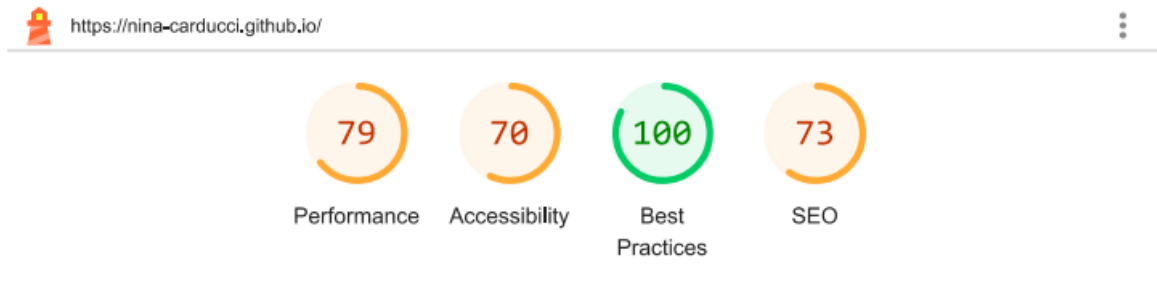 https://nina-carducci.github.io/
79
70
100
73
Performance
Accessibility
Best
Practices
SEO